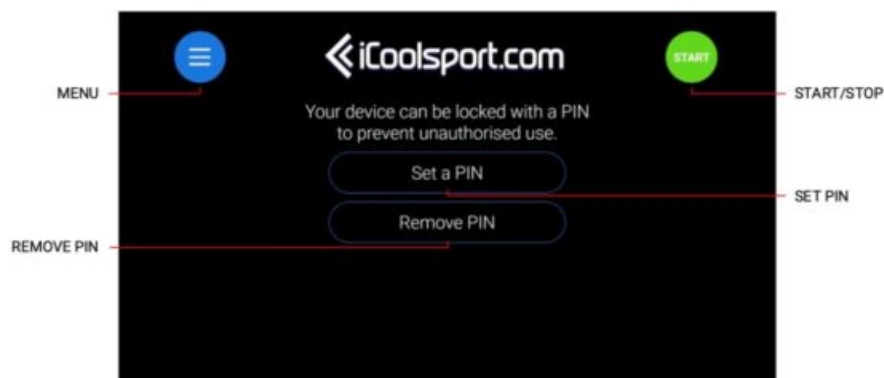 iCoolsport.com
START
MENU
START/STOP
Your device can be locked with a PIN
to prevent unauthorised use.
Set a PIN
SET PIN
Remove PIN
REMOVE PIN